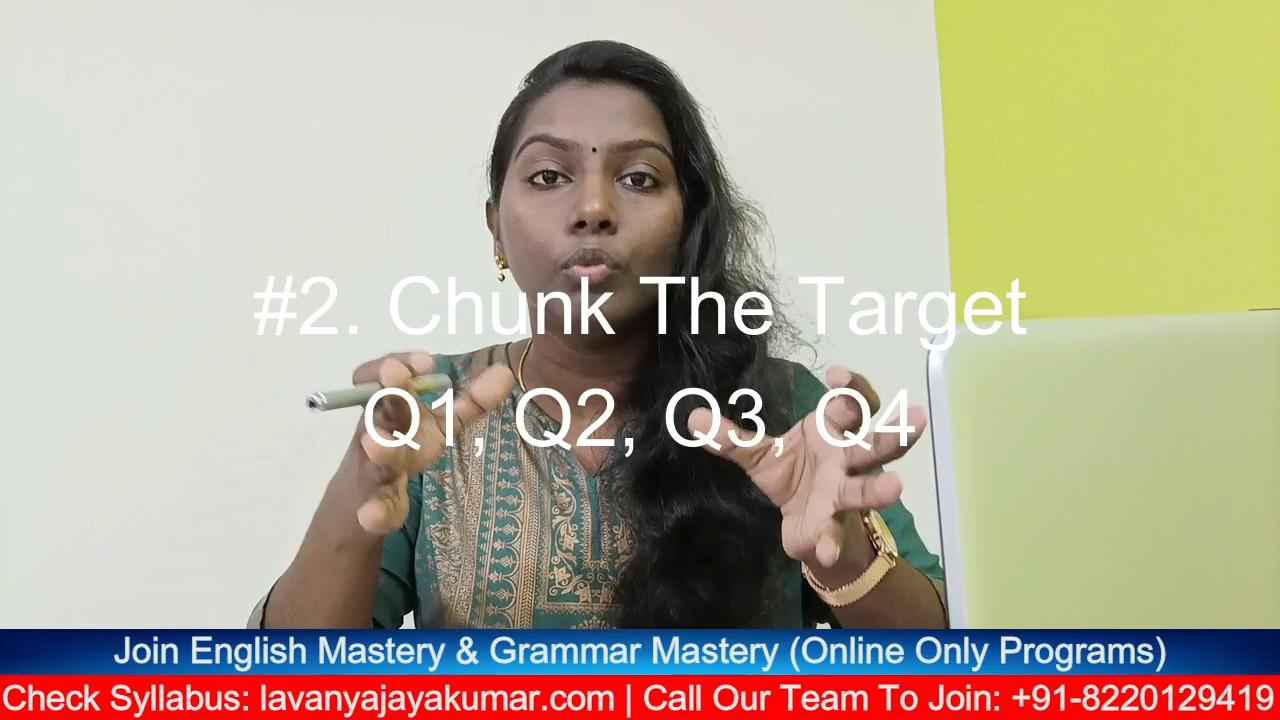 #2. Chunk The Target
Q1, Q2, Q3, Q4
Join English Mastery & Grammar Mastery (Online Only Programs)
Check Syllabus: lavanyajayakumar.com | Call Our Team To Join: +91-8220129419